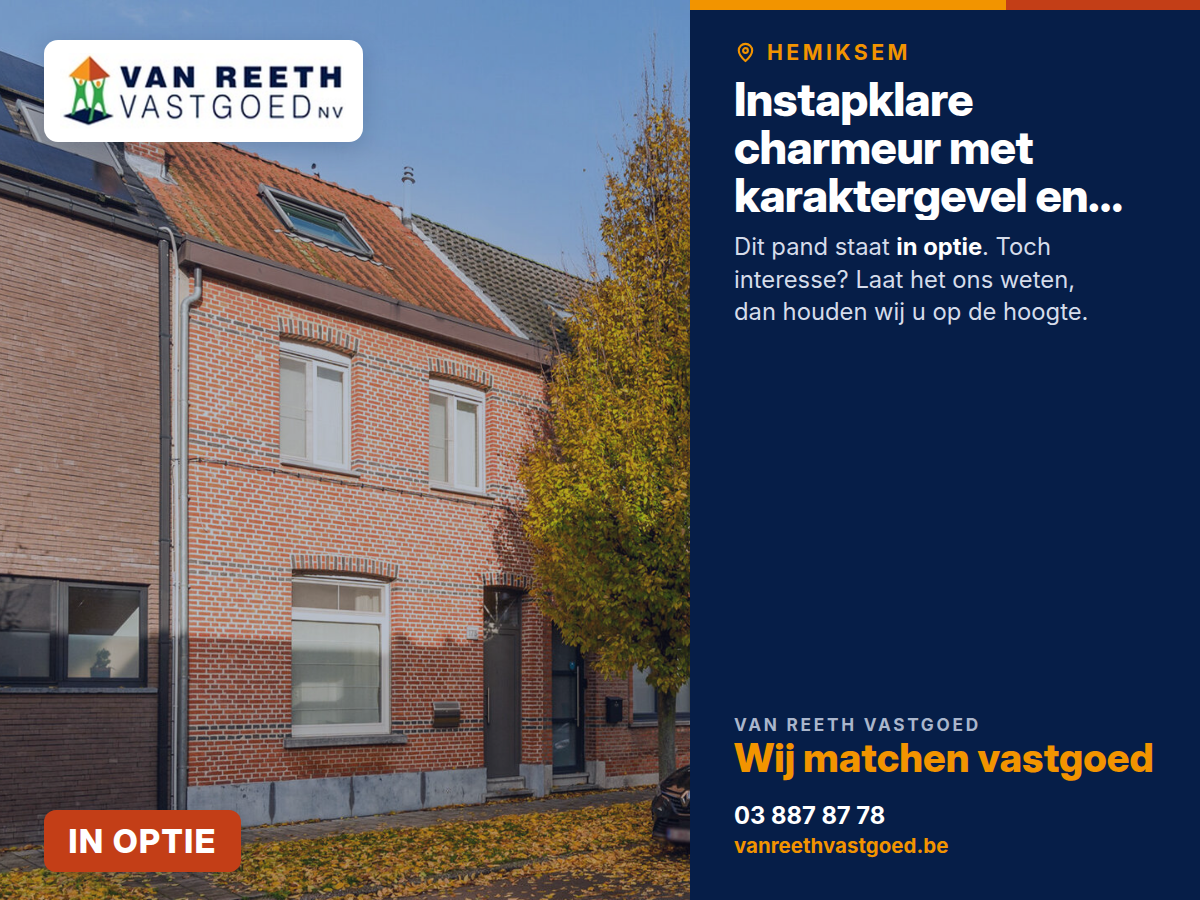 VAN REETH
VASTGOED NV
IN OPTIE
HEMIKSEM
Instapklare
charmeur met
karaktergevel en...
Dit pand staat in optie. Toch
interesse? Laat het ons weten,
dan houden wij u op de hoogte.
VAN REETH VASTGOED
Wij matchen vastgoed
03 887 87 78
vanreethvastgoed.be